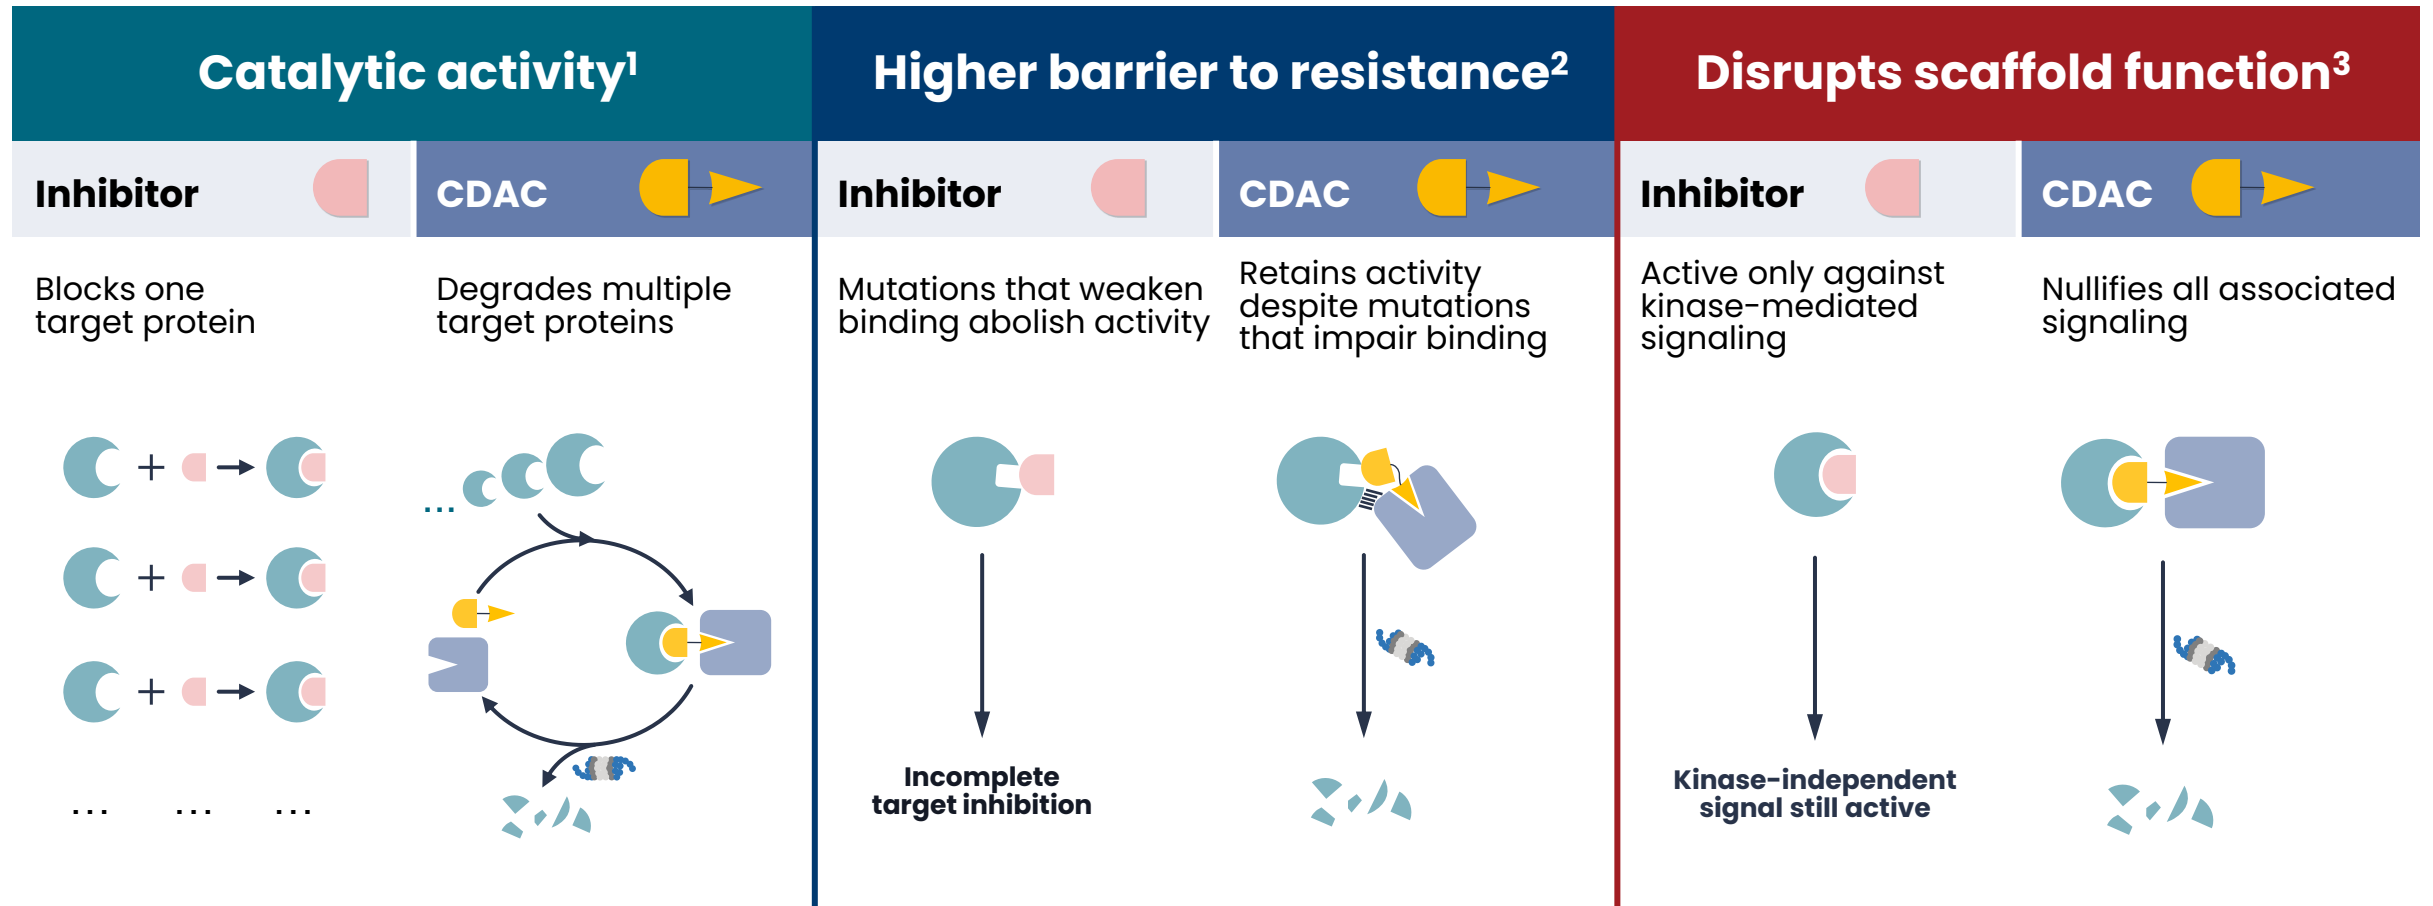 Catalytic activity¹
Higher barrier to resistance²
Disrupts scaffold function³
Inhibitor
CDAC
Inhibitor
CDAC
Inhibitor
CDAC
Blocks one
target protein
Degrades multiple
target proteins
Mutations that weaken
binding abolish activity
Retains activity
despite mutations
that impair binding
Active only against
kinase-mediated
signaling
Nullifies all associated
signaling
+
+
+
...
... ... ...
Incomplete
target inhibition
Kinase-independent
signal still active